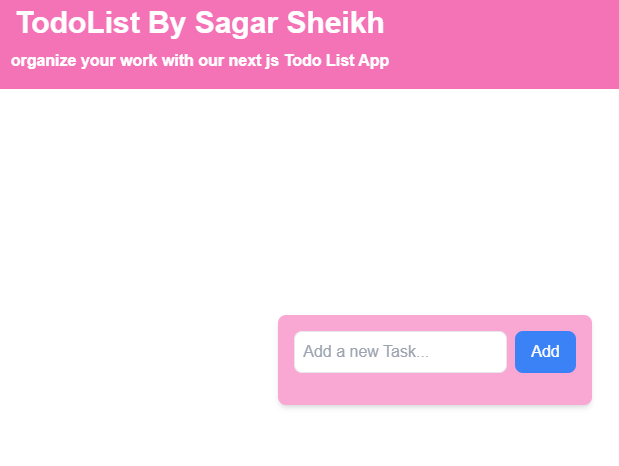 TodoList By Sagar Sheikh
organize your work with our next js Todo List App
Add a new Task...
Add